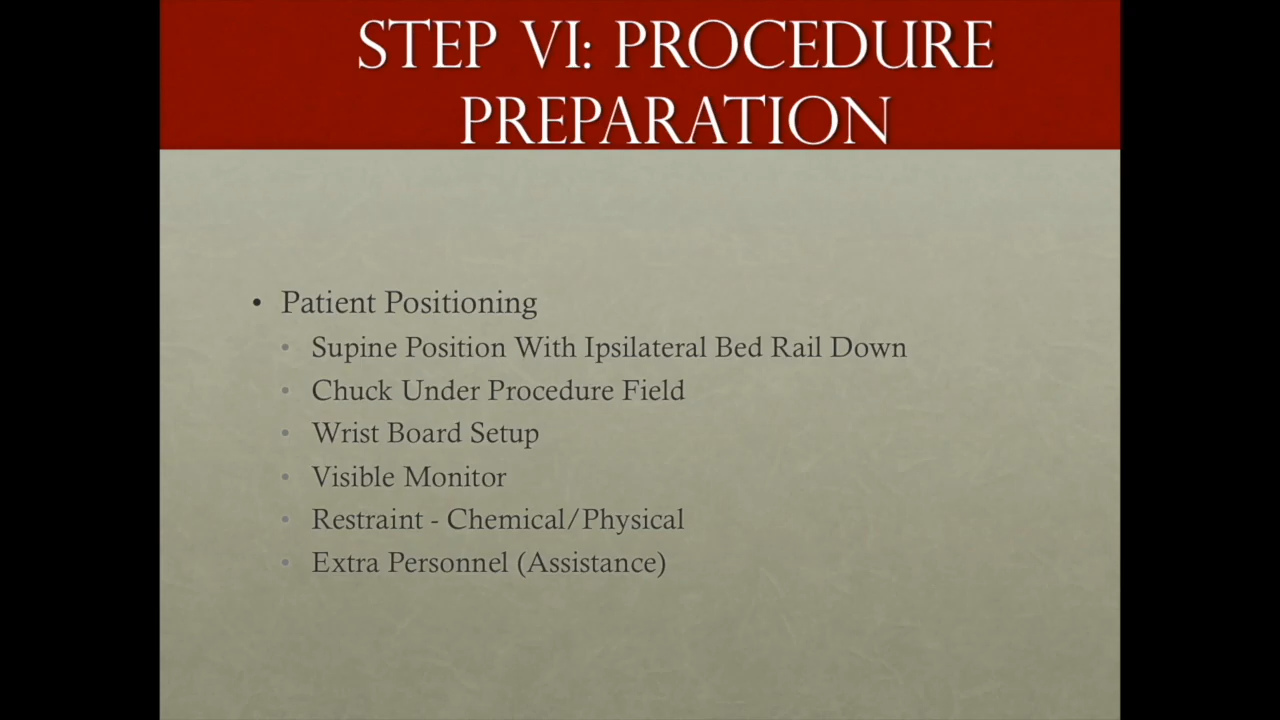 STEP VI: PROCEDURE
PREPARATION
• Patient Positioning
• Supine Position With Ipsilateral Bed Rail Down
• Chuck Under Procedure Field
• Wrist Board Setup
• Visible Monitor
• Restraint - Chemical/Physical
• Extra Personnel (Assistance)